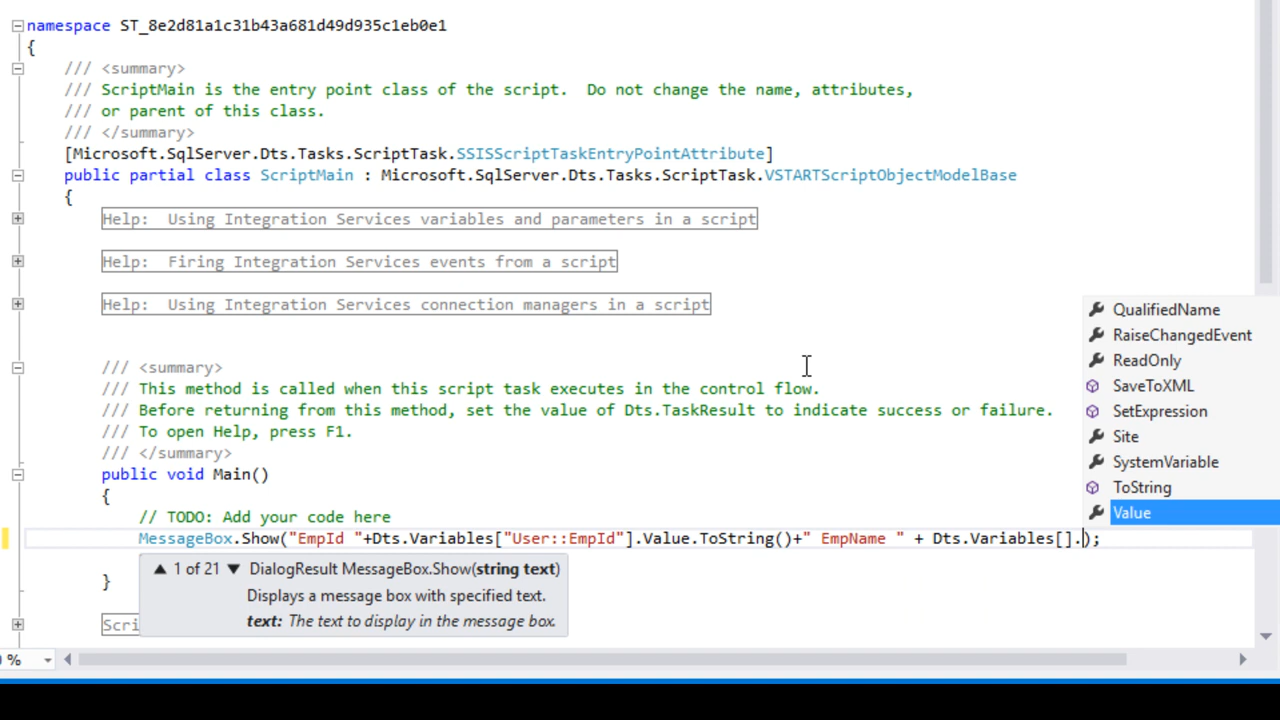 namespace ST_8e2d81a1c31b43a681d49d935c1eb0e1
{
/// <summary>
/// ScriptMain is the entry point class of the script.  Do not change the name, attributes,
/// or parent of this class.
/// </summary>
[Microsoft.SqlServer.Dts.Tasks.ScriptTask.SSISScriptTaskEntryPointAttribute]
public partial class ScriptMain : Microsoft.SqlServer.Dts.Tasks.ScriptTask.VSTARTScriptObjectModelBase
{
Help:  Using Integration Services variables and parameters in a script
Help:  Firing Integration Services events from a script
Help:  Using Integration Services connection managers in a script
/// <summary>
/// This method is called when this script task executes in the control flow.
/// Before returning from this method, set the value of Dts.TaskResult to indicate success or failure.
/// To open Help, press F1.
/// </summary>
public void Main()
{
// TODO: Add your code here
MessageBox.Show("EmpId "+Dts.Variables["User::EmpId"].Value.ToString()+" EmpName " + Dts.Variables[].);
}
QualifiedName
RaiseChangedEvent
ReadOnly
SaveToXML
SetExpression
Site
SystemVariable
ToString
Value
▲ 1 of 21 ▼ DialogResult MessageBox.Show(string text)
Displays a message box with specified text.
text: The text to display in the message box.
Scri
%